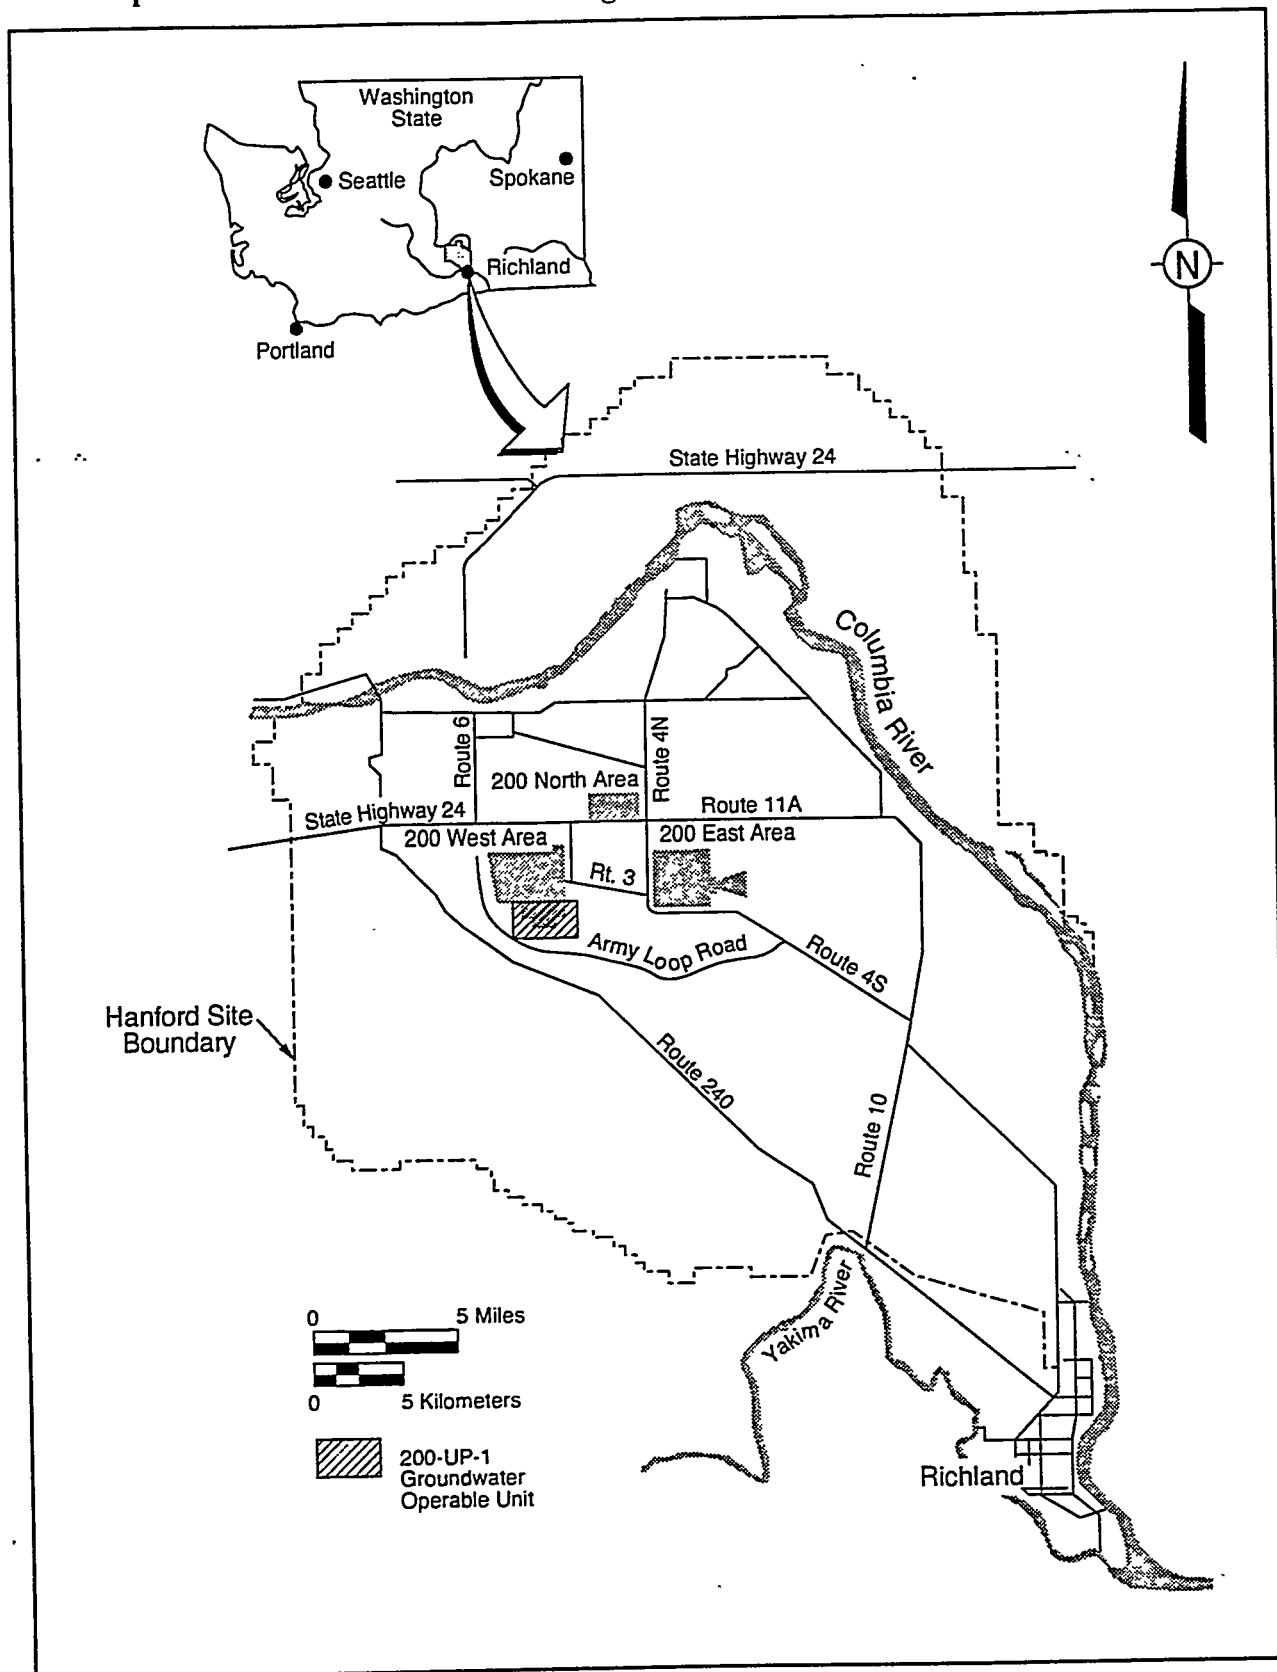 Washington
State
Seattle
Spokane
Richland
Portland
N
State Highway 24
Columbia River
Route 6
Route 4N
200 North Area
Route 11A
State Highway 24
200 West Area
200 East Area
Rt. 3
Army Loop Road
Route 4S
Hanford Site
Boundary
Route 240
Route 10
Yakima River
0 5 Miles
0 5 Kilometers
200-UP-1
Groundwater
Operable Unit
Richland